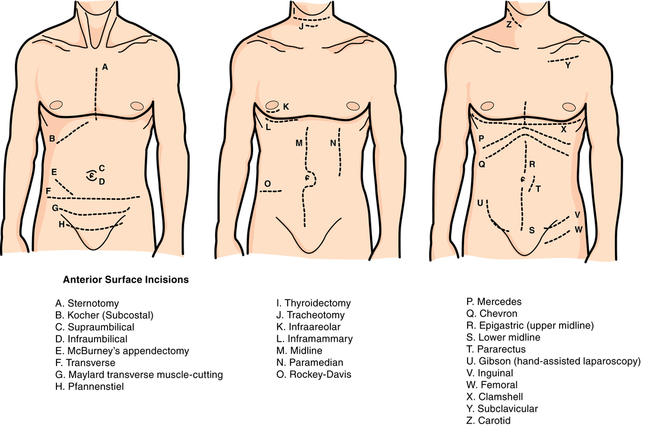 A
B
C
D
E
F
G
H
J
K
L
M
N
O
Z
Y
X
P
Q
R
T
U
S
V
W
Anterior Surface Incisions
A. Sternotomy
B. Kocher (Subcostal)
C. Supraumbilical
D. Infraumbilical
E. McBurney's appendectomy
F. Transverse
G. Maylard transverse muscle-cutting
H. Pfannenstiel
I. Thyroidectomy
J. Tracheotomy
K. Infraareolar
L. Inframammary
M. Midline
N. Paramedian
O. Rockey-Davis
P. Mercedes
Q. Chevron
R. Epigastric (upper midline)
S. Lower midline
T. Pararectus
U. Gibson (hand-assisted laparoscopy)
V. Inguinal
W. Femoral
X. Clamshell
Y. Subclavicular
Z. Carotid